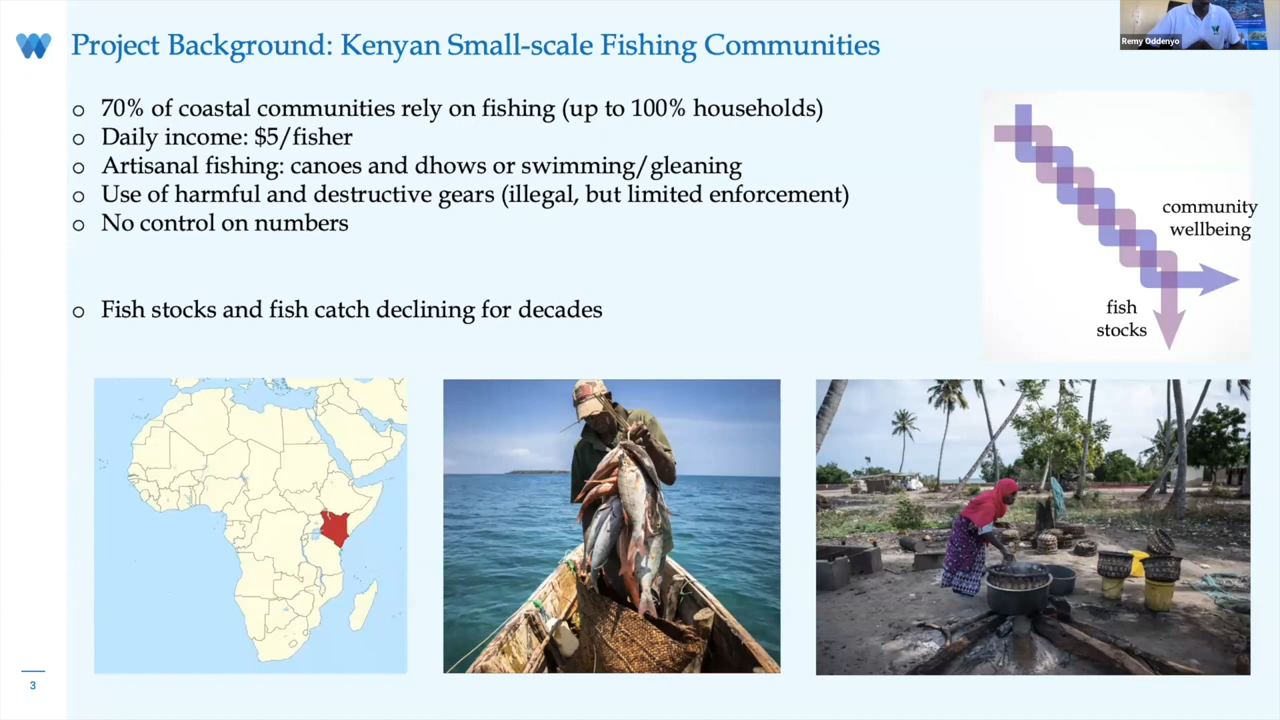 Remy Oddenyo
Project Background: Kenyan Small-scale Fishing Communities
o 70% of coastal communities rely on fishing (up to 100% households)
o Daily income: $5/fisher
o Artisanal fishing: canoes and dhows or swimming/gleaning
o Use of harmful and destructive gears (illegal, but limited enforcement)
o No control on numbers
o Fish stocks and fish catch declining for decades
community
wellbeing
fish
stocks
3